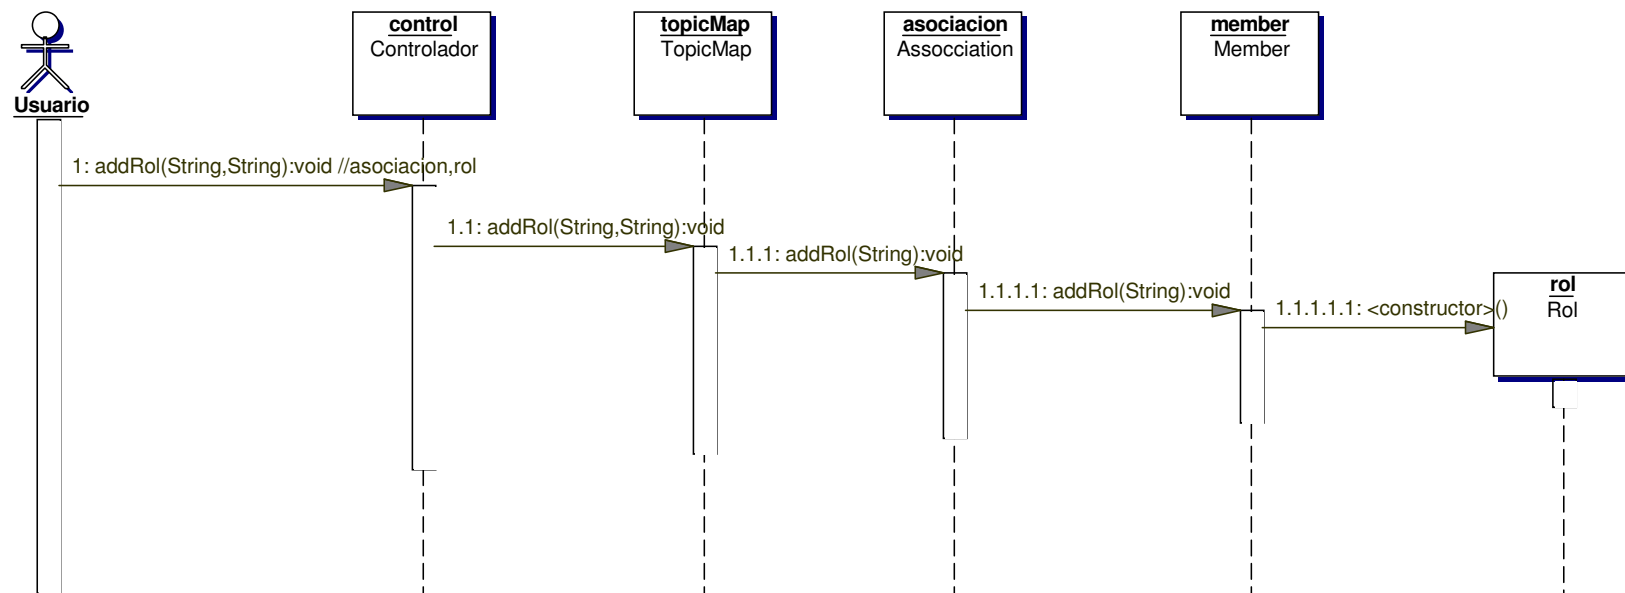 Usuario
control
Controlador
topicMap
TopicMap
asociacion
Assocciation
member
Member
1: addRol(String,String):void //asociacion,rol
1.1: addRol(String,String):void
1.1.1: addRol(String):void
1.1.1.1: addRol(String):void
1.1.1.1.1: <constructor>()
rol
Rol